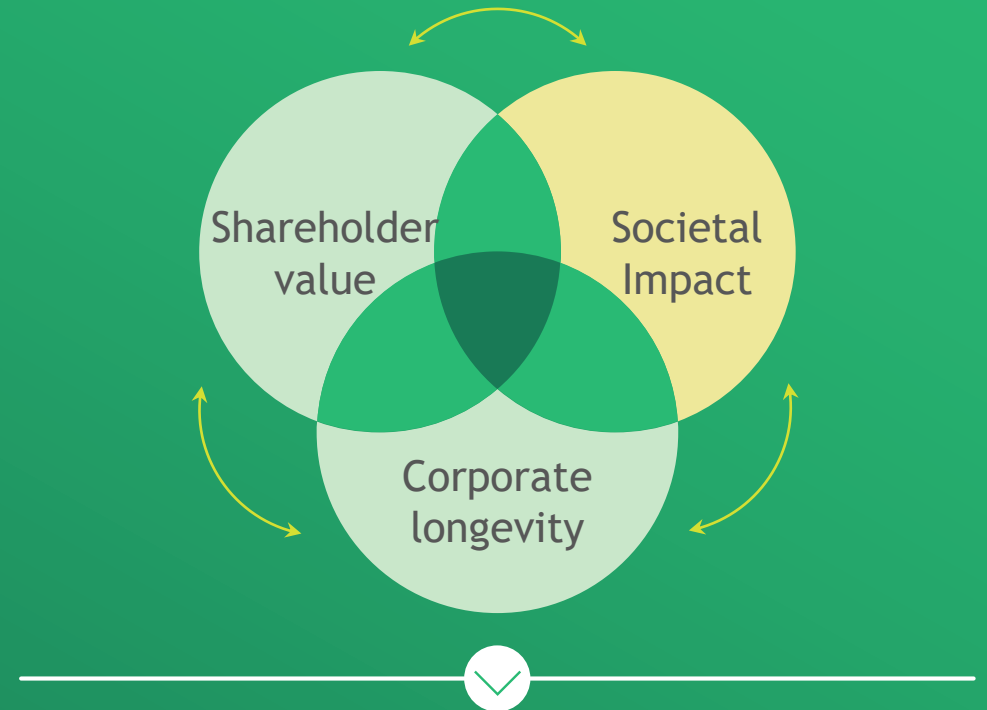 Shareholder
value
Societal
Impact
Corporate
longevity